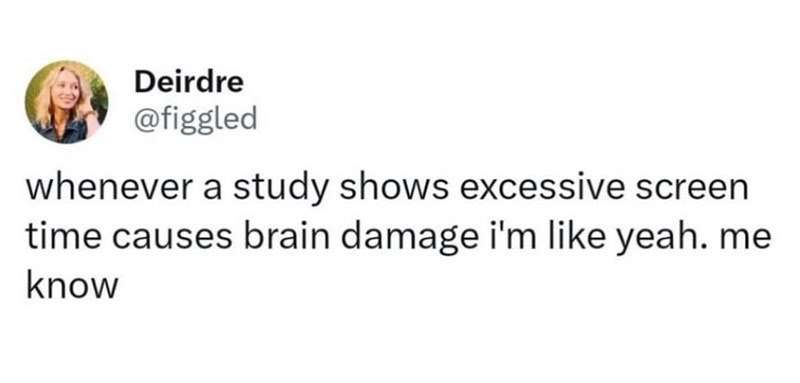 Deirdre
@figgled
whenever a study shows excessive screen
time causes brain damage i'm like yeah. me
know